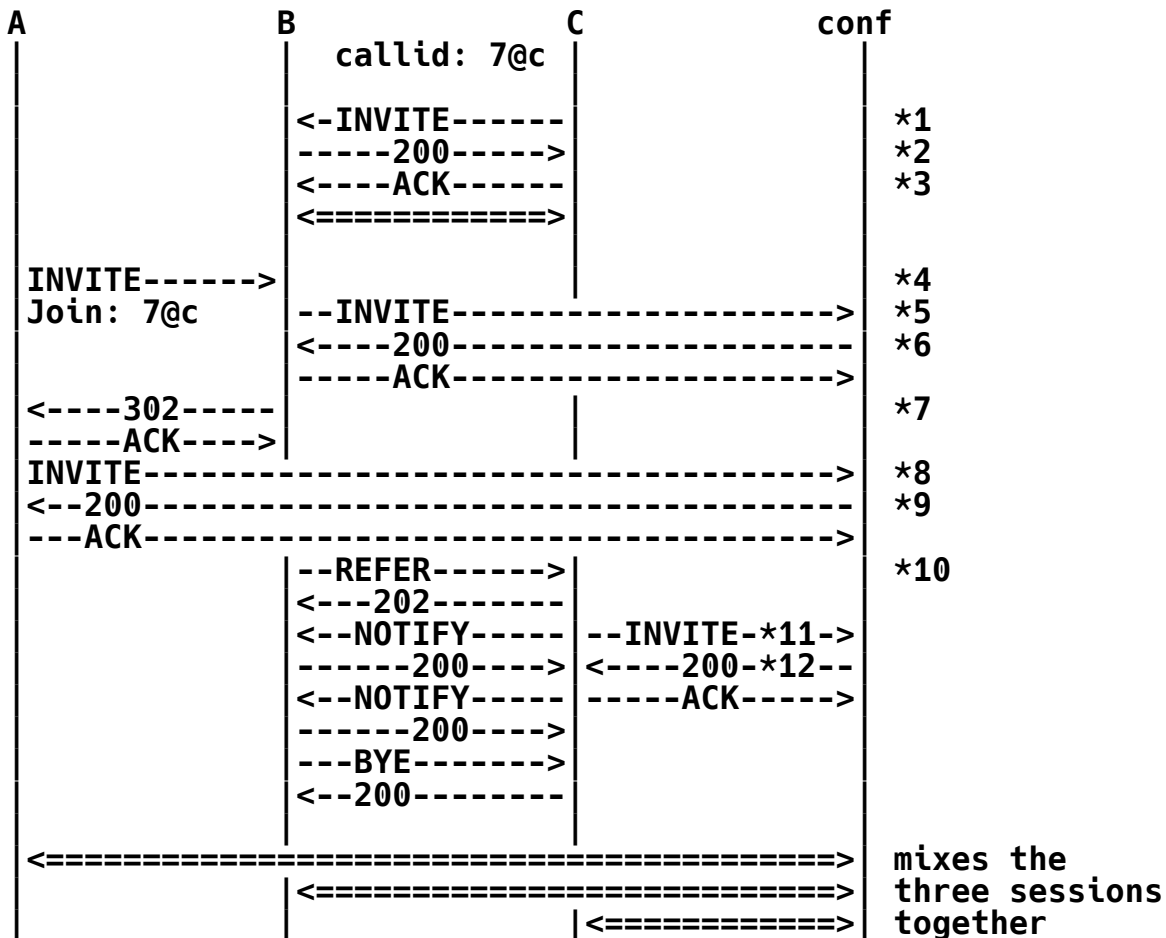 A                           B                             C                         conf
|                           |    callid: 7@c              |                             |
|                           |                             |                             |
|                           |<-INVITE------|                             |  *1
|                           |-----200----->|                             |  *2
|                           |<----ACK------|                             |  *3
|                           |<============>|                             |
|                           |                             |                             |
|INVITE------>|                             |                             |  *4
|Join: 7@c                  |--INVITE-------------------->|  *5
|                           |<----200---------------------|  *6
|                           |-----ACK-------------------->|
|<----302-----|                             |                             |  *7
|-----ACK---->|                             |                             |
|INVITE------------------------------------>|  *8
|<--200-------------------------------------|  *9
|---ACK------------------------------------>|
|                           |--REFER------>|                             |  *10
|                           |<---202-------|                             |
|                           |<--NOTIFY-----|--INVITE-*11->|
|                           |------200---->|<----200-*12--|
|                           |<--NOTIFY-----|-----ACK----->|
|                           |------200---->|                             |
|                           |---BYE------->|                             |
|                           |<--200--------|                             |
|                           |                             |                             |
|<==========================================>|  mixes the
|                           |<============================>|  three sessions
|                           |                             |<============>|  together